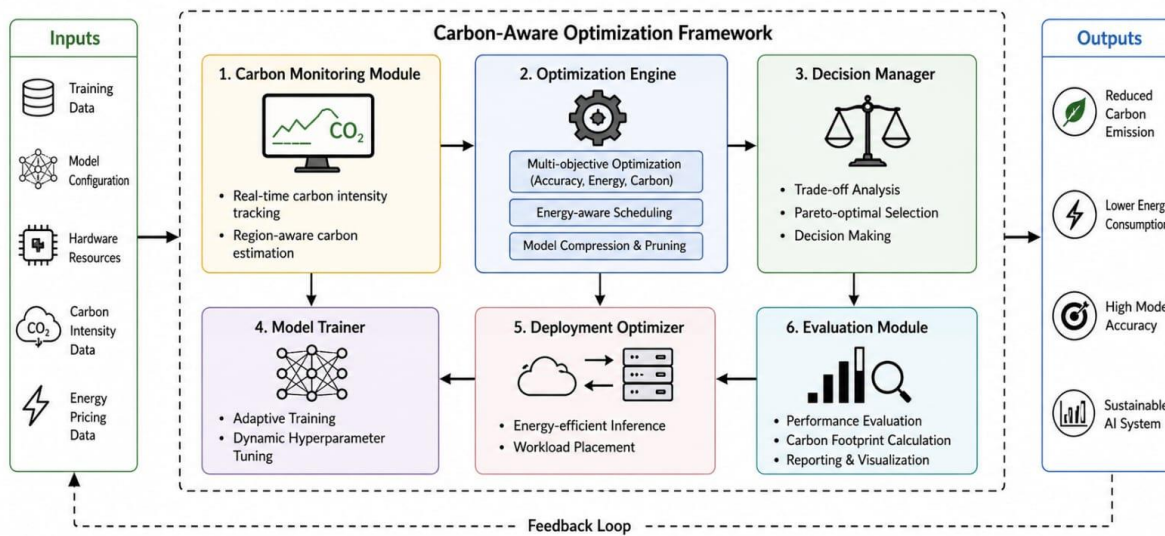 Inputs
Training
Data
Model
Configuration
Hardware
Resources
CO₂
Carbon
Intensity
Data
Energy
Pricing
Data
Carbon-Aware Optimization Framework
1. Carbon Monitoring Module
CO₂
• Real-time carbon intensity
tracking
• Region-aware carbon
estimation
2. Optimization Engine
Multi-objective Optimization
(Accuracy, Energy, Carbon)
Energy-aware Scheduling
Model Compression & Pruning
3. Decision Manager
• Trade-off Analysis
• Pareto-optimal Selection
• Decision Making
4. Model Trainer
• Adaptive Training
• Dynamic Hyperparameter
Tuning
5. Deployment Optimizer
• Energy-efficient Inference
• Workload Placement
6. Evaluation Module
• Performance Evaluation
• Carbon Footprint Calculation
• Reporting & Visualization
Outputs
Reduced
Carbon
Emission
Lower Energy
Consumption
High Model
Accuracy
Sustainable
AI System
Feedback Loop